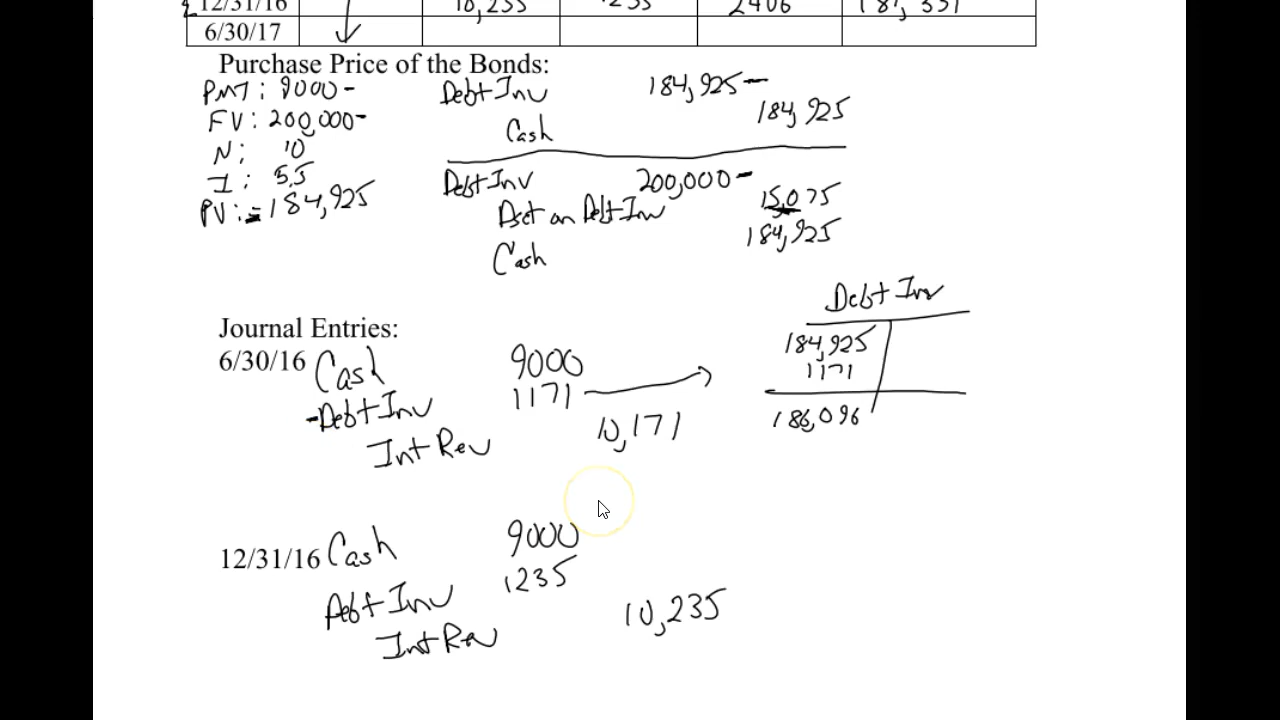 12/31/16 10,235 1235 2406 187,331
6/30/17
Purchase Price of the Bonds:
PMT: 9000-
FV: 200,000-
N: 10
I: 5.5
PV: -184,925
Debt Inv 184,925-
Cash 184,925
Debt Inv 200,000-
Dsct on Debt Inv 15,075
Cash 184,925
Debt Inv
184,925
1171
186,096
Journal Entries:
6/30/16 Cash 9000
-Debt Inv 1171
Int Rev 10,171
12/31/16 Cash 9000
Debt Inv 1235
Int Rev 10,235